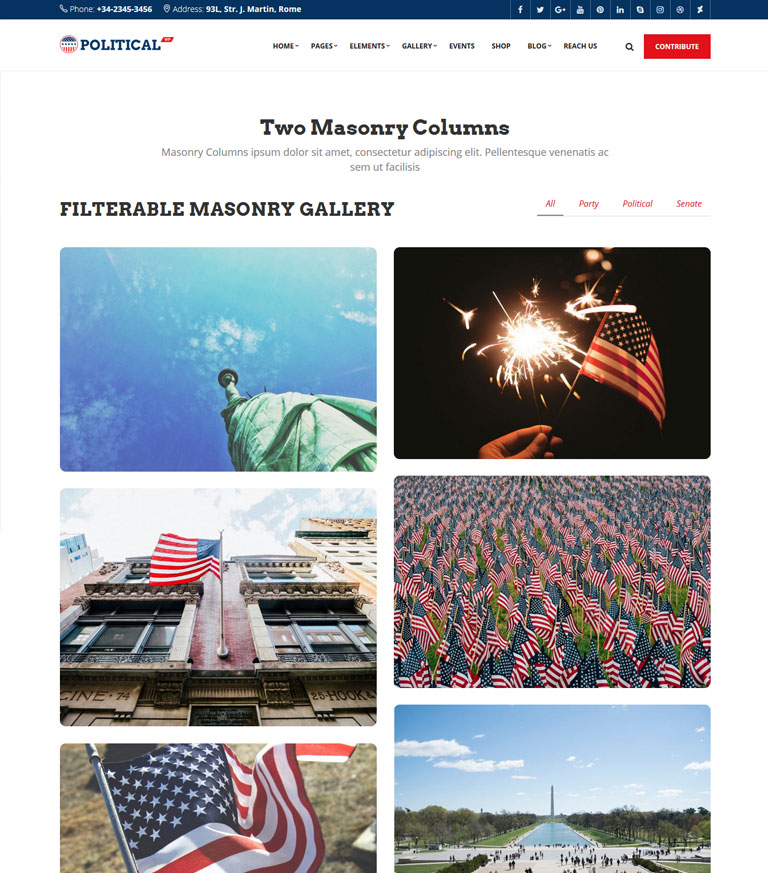 Phone: +34-2345-3456 Address: 93L, Str. J. Martin, Rome
POLITICAL WP
HOME PAGES ELEMENTS GALLERY EVENTS SHOP BLOG REACH US CONTRIBUTE
Two Masonry Columns
Masonry Columns ipsum dolor sit amet, consectetur adipiscing elit. Pellentesque venenatis ac
sem ut facilisis
FILTERABLE MASONRY GALLERY
All Party Political Senate